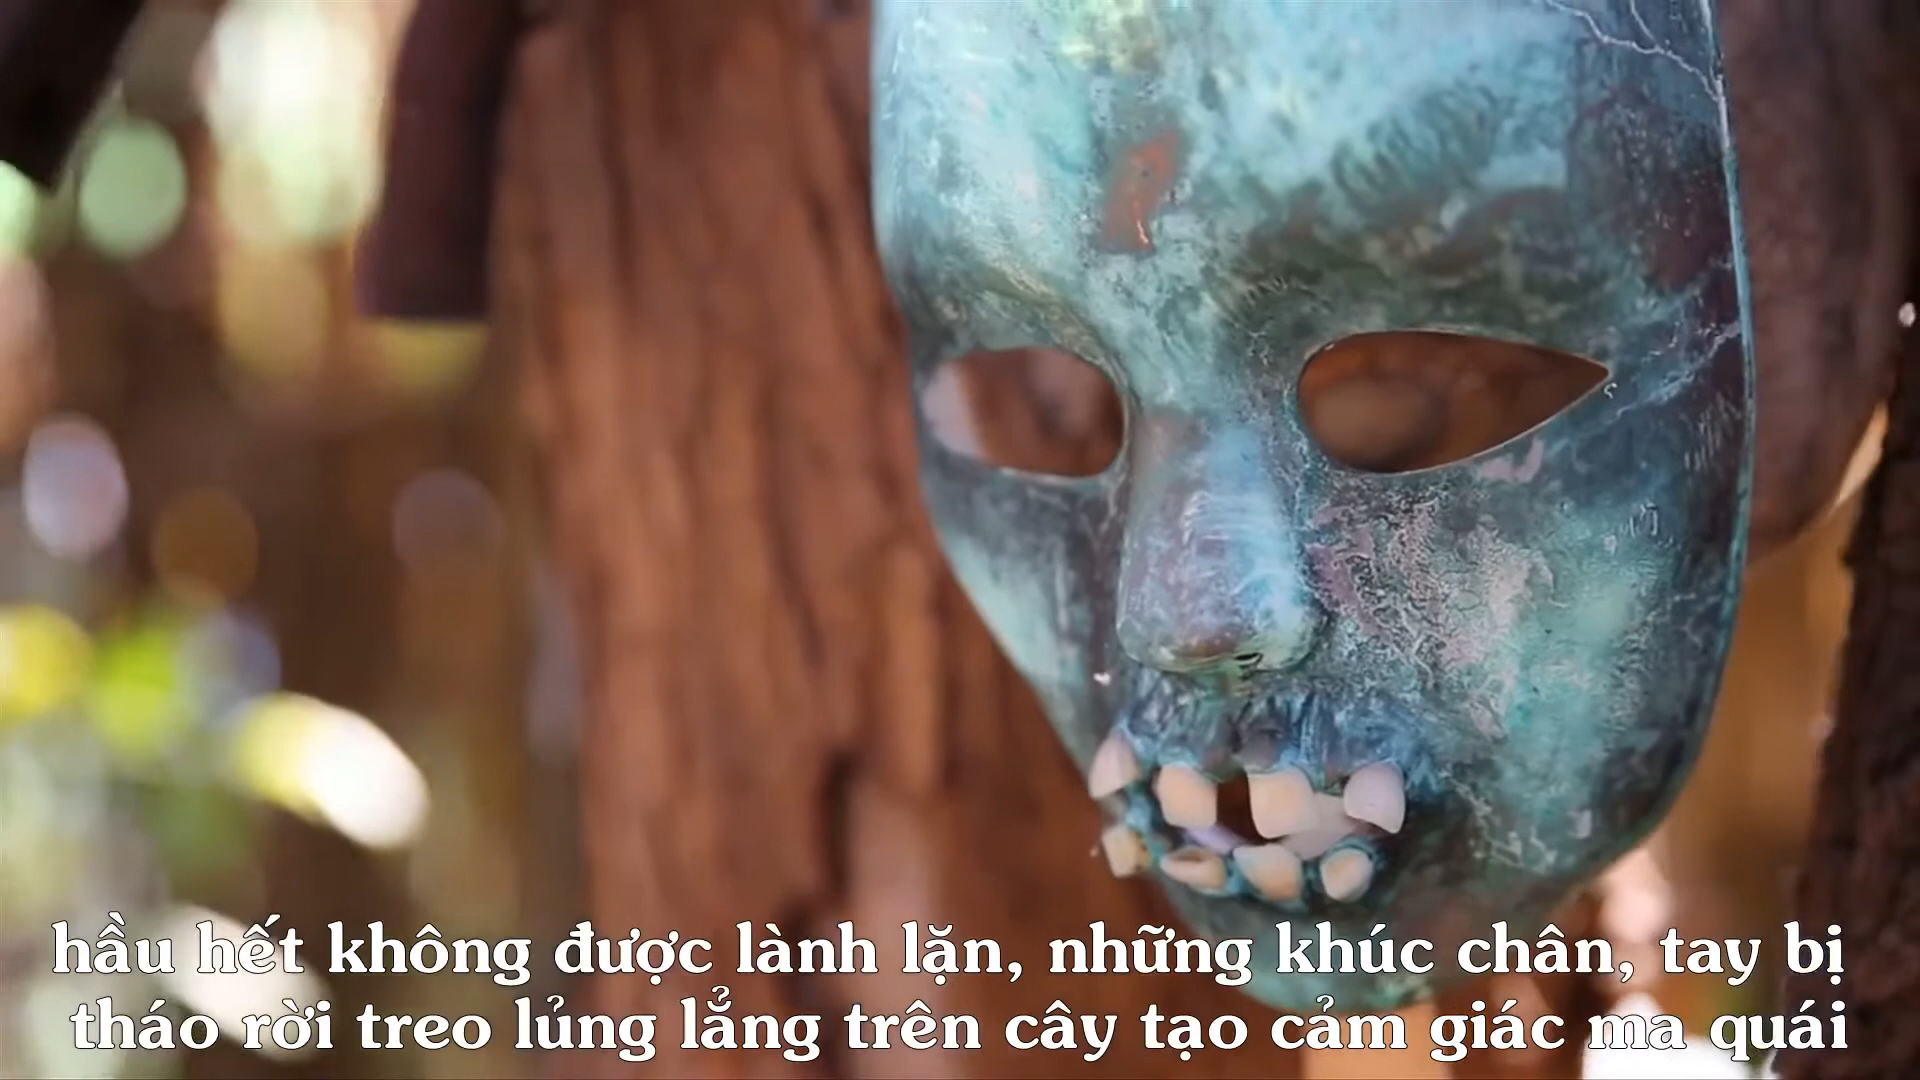 hầu hết không được lành lặn, những khúc chân, tay bị
tháo rời treo lủng lẳng trên cây tạo cảm giác ma quái